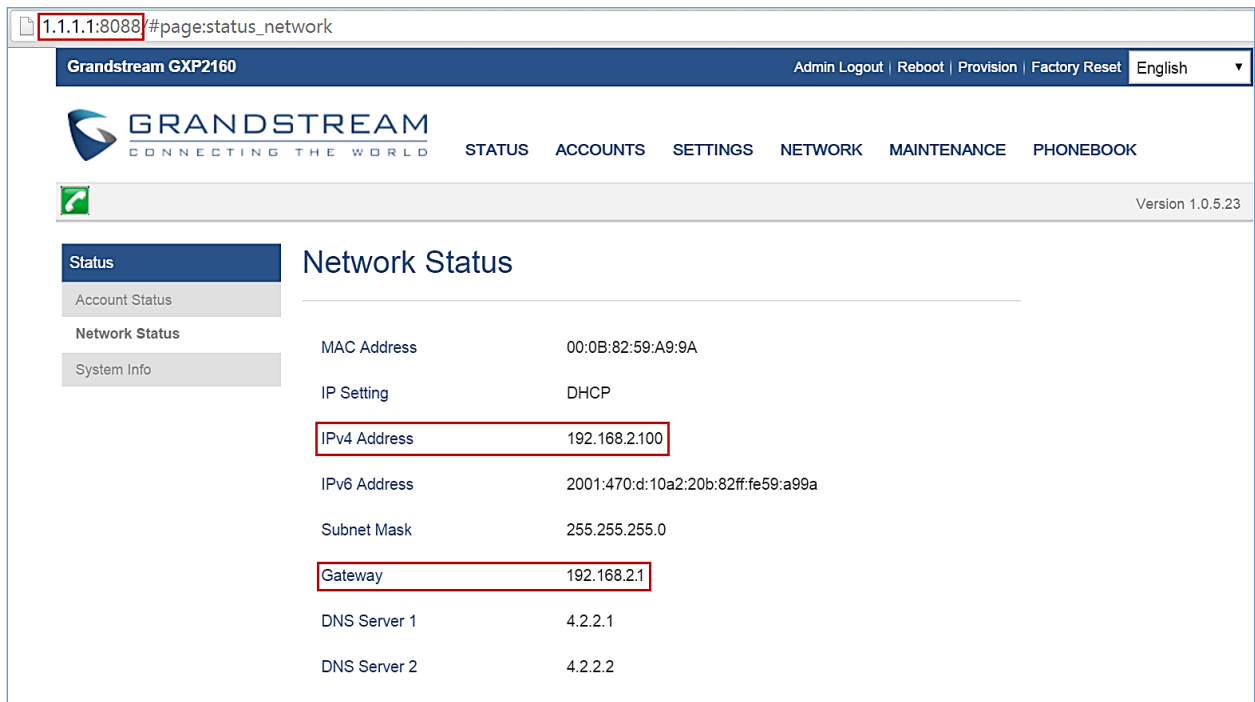 1.1.1.1:8088/#page:status_network
Grandstream GXP2160 Admin Logout | Reboot | Provision | Factory Reset English
GRANDSTREAM
CONNECTING THE WORLD
STATUS ACCOUNTS SETTINGS NETWORK MAINTENANCE PHONEBOOK
Version 1.0.5.23
Status
Account Status
Network Status
System Info
Network Status
MAC Address 00:0B:82:59:A9:9A
IP Setting DHCP
IPv4 Address 192.168.2.100
IPv6 Address 2001:470:d:10a2:20b:82ff:fe59:a99a
Subnet Mask 255.255.255.0
Gateway 192.168.2.1
DNS Server 1 4.2.2.1
DNS Server 2 4.2.2.2